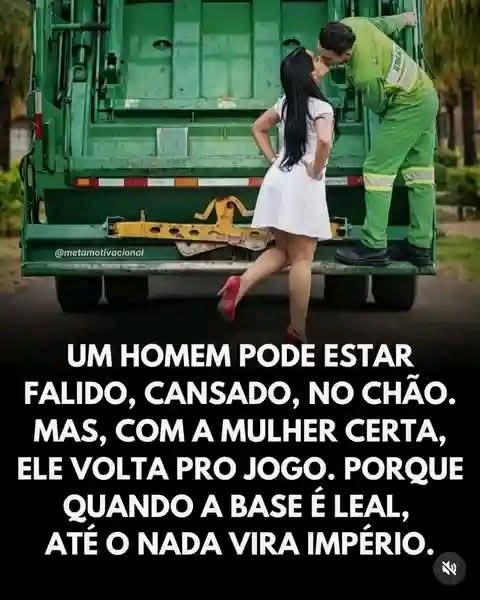 @metamotivacional
UM HOMEM PODE ESTAR
FALIDO, CANSADO, NO CHÃO.
MAS, COM A MULHER CERTA,
ELE VOLTA PRO JOGO. PORQUE
QUANDO A BASE É LEAL,
ATÉ O NADA VIRA IMPÉRIO.